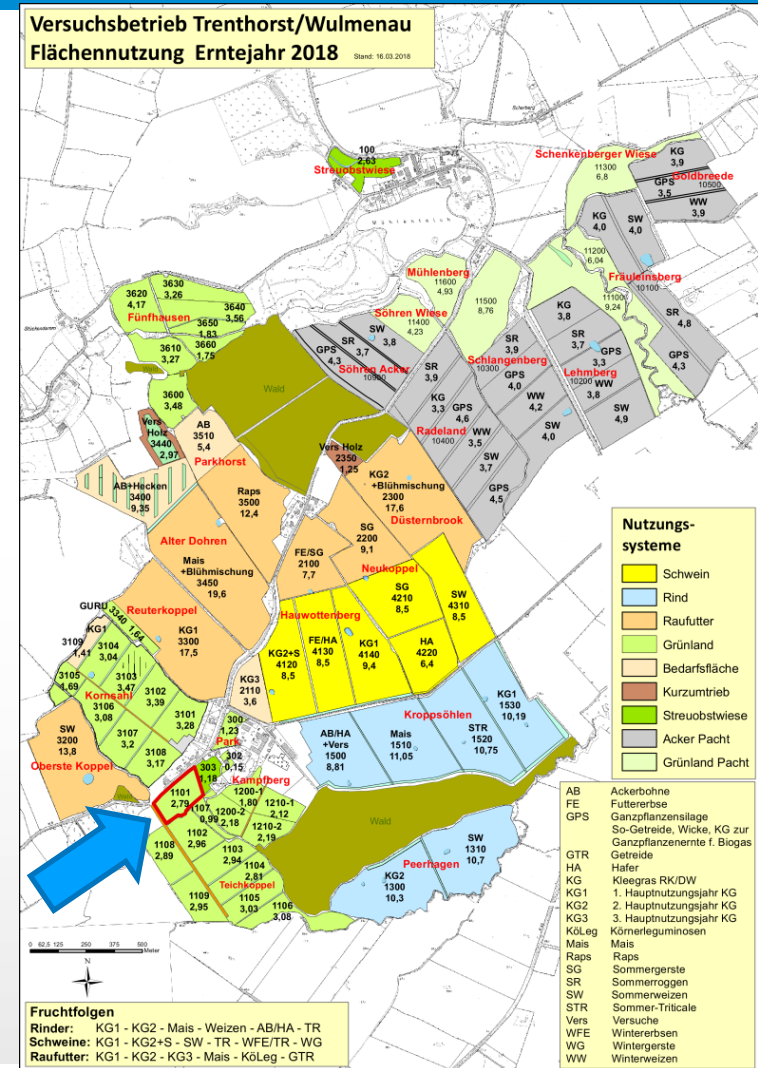 Versuchsbetrieb Trenthorst/Wulmenau
Flächennutzung Erntejahr 2018 Stand: 16.03.2018
100
2,63
Streuobstwiese
Schenkenberger Wiese
11300
6,8
KG
3,9
Goldbreede
GPS
3,5
10500
WW
3,9
KG
4,0
SW
4,0
11200
6,04
Fräuleinsberg
10100
11100
9,24
SR
4,8
GPS
4,3
Mühlenteich
Mühlenberg
11600
4,93
11500
8,76
Söhren Wiese
11400
4,23
3620
4,17
3630
3,26
Fünfhausen
3640
3,56
3650
1,83
3610
3,27
3660
1,75
Wald
3600
3,48
Wald
GPS
4,3
SR
3,7
SW
3,8
Söhren Acker
10900
SR
3,9
KG
3,3
GPS
4,6
Radeland
10400
WW
3,5
SW
3,7
GPS
4,5
SR
3,9
Schlangenberg
10300
GPS
4,0
WW
4,2
SW
4,0
KG
3,8
SR
3,7
GPS
3,3
Lehmberg
10200
WW
3,8
SW
4,9
Vers
Holz
3440
2,97
AB
3510
5,4
Parkhorst
AB+Hecken
3400
9,35
Raps
3500
12,4
Alter Dohren
Mais
+Blühmischung
3450
19,6
Vers Holz
2350
1,25
KG2
+Blühmischung
2300
17,6
Düsternbrook
SG
2200
9,1
FE/SG
2100
7,7
Neukoppel
Reuterkoppel
KG1
3300
17,5
GURU
3340 1,64
KG1
3109
1,41
3104
3,04
3105
1,69
3103
3,47
Kornsahl
3106
3,08
3102
3,39
3101
3,28
3107
3,2
3108
3,17
SW
3200
13,8
Oberste Koppel
Wald
Hauwottenberg
KG2+S
4120
8,5
FE/HA
4130
8,5
KG1
4140
9,4
SG
4210
8,5
HA
4220
6,4
SW
4310
8,5
KG3
2110
3,6
Kroppsöhlen
AB/HA
+Vers
1500
8,81
Mais
1510
11,05
STR
1520
10,75
KG1
1530
10,19
300
1,23
Park
302
0,15
303
1,18
Kampfberg
1101
2,79
1107
0,99
1200-1
1,80
1200-2
2,18
1210-1
2,12
1210-2
2,19
1102
2,96
1108
2,89
1103
2,94
1104
2,81
Teichkoppel
1109
2,95
1105
3,03
1106
3,08
Wald
Peerhagen
SW
1310
10,7
KG2
1300
10,3
0 62,5 125 250 375 500
Meter
N
Nutzungs-
systeme
Schwein
Rind
Raufutter
Grünland
Bedarfsfläche
Kurzumtrieb
Streuobstwiese
Acker Pacht
Grünland Pacht
AB Ackerbohne
FE Futtererbse
GPS Ganzpflanzensilage
So-Getreide, Wicke, KG zur
Ganzpflanzenernte f. Biogas
GTR Getreide
HA Hafer
KG Kleegras RK/DW
KG1 1. Hauptnutzungsjahr KG
KG2 2. Hauptnutzungsjahr KG
KG3 3. Hauptnutzungsjahr KG
KöLeg Körnerleguminosen
Mais Mais
Raps Raps
SG Sommergerste
SR Sommerroggen
SW Sommerweizen
STR Sommer-Triticale
Vers Versuche
WFE Wintererbsen
WG Wintergerste
WW Winterweizen
Fruchtfolgen
Rinder: KG1 - KG2 - Mais - Weizen - AB/HA - TR
Schweine: KG1 - KG2+S - SW - TR - WFE/TR - WG
Raufutter: KG1 - KG2 - KG3 - Mais - KöLeg - GTR